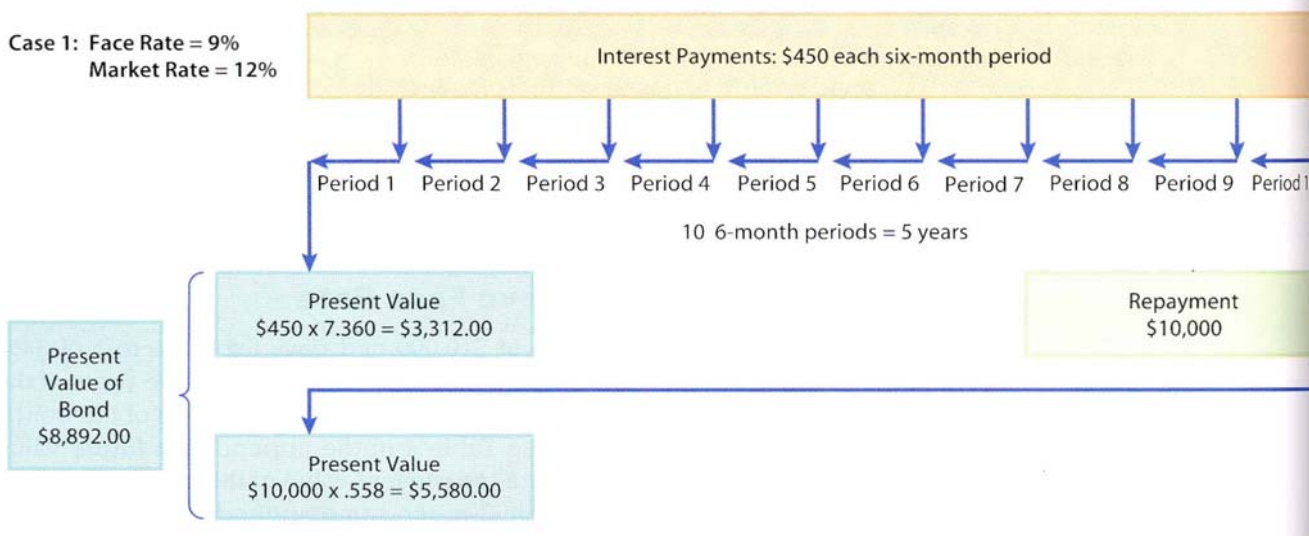 Case 1: Face Rate = 9%
Market Rate = 12%
Interest Payments: $450 each six-month period
Period 1 Period 2 Period 3 Period 4 Period 5 Period 6 Period 7 Period 8 Period 9 Period 1
10 6-month periods = 5 years
Present Value
$450 x 7.360 = $3,312.00
Repayment
$10,000
Present
Value of
Bond
$8,892.00
Present Value
$10,000 x .558 = $5,580.00